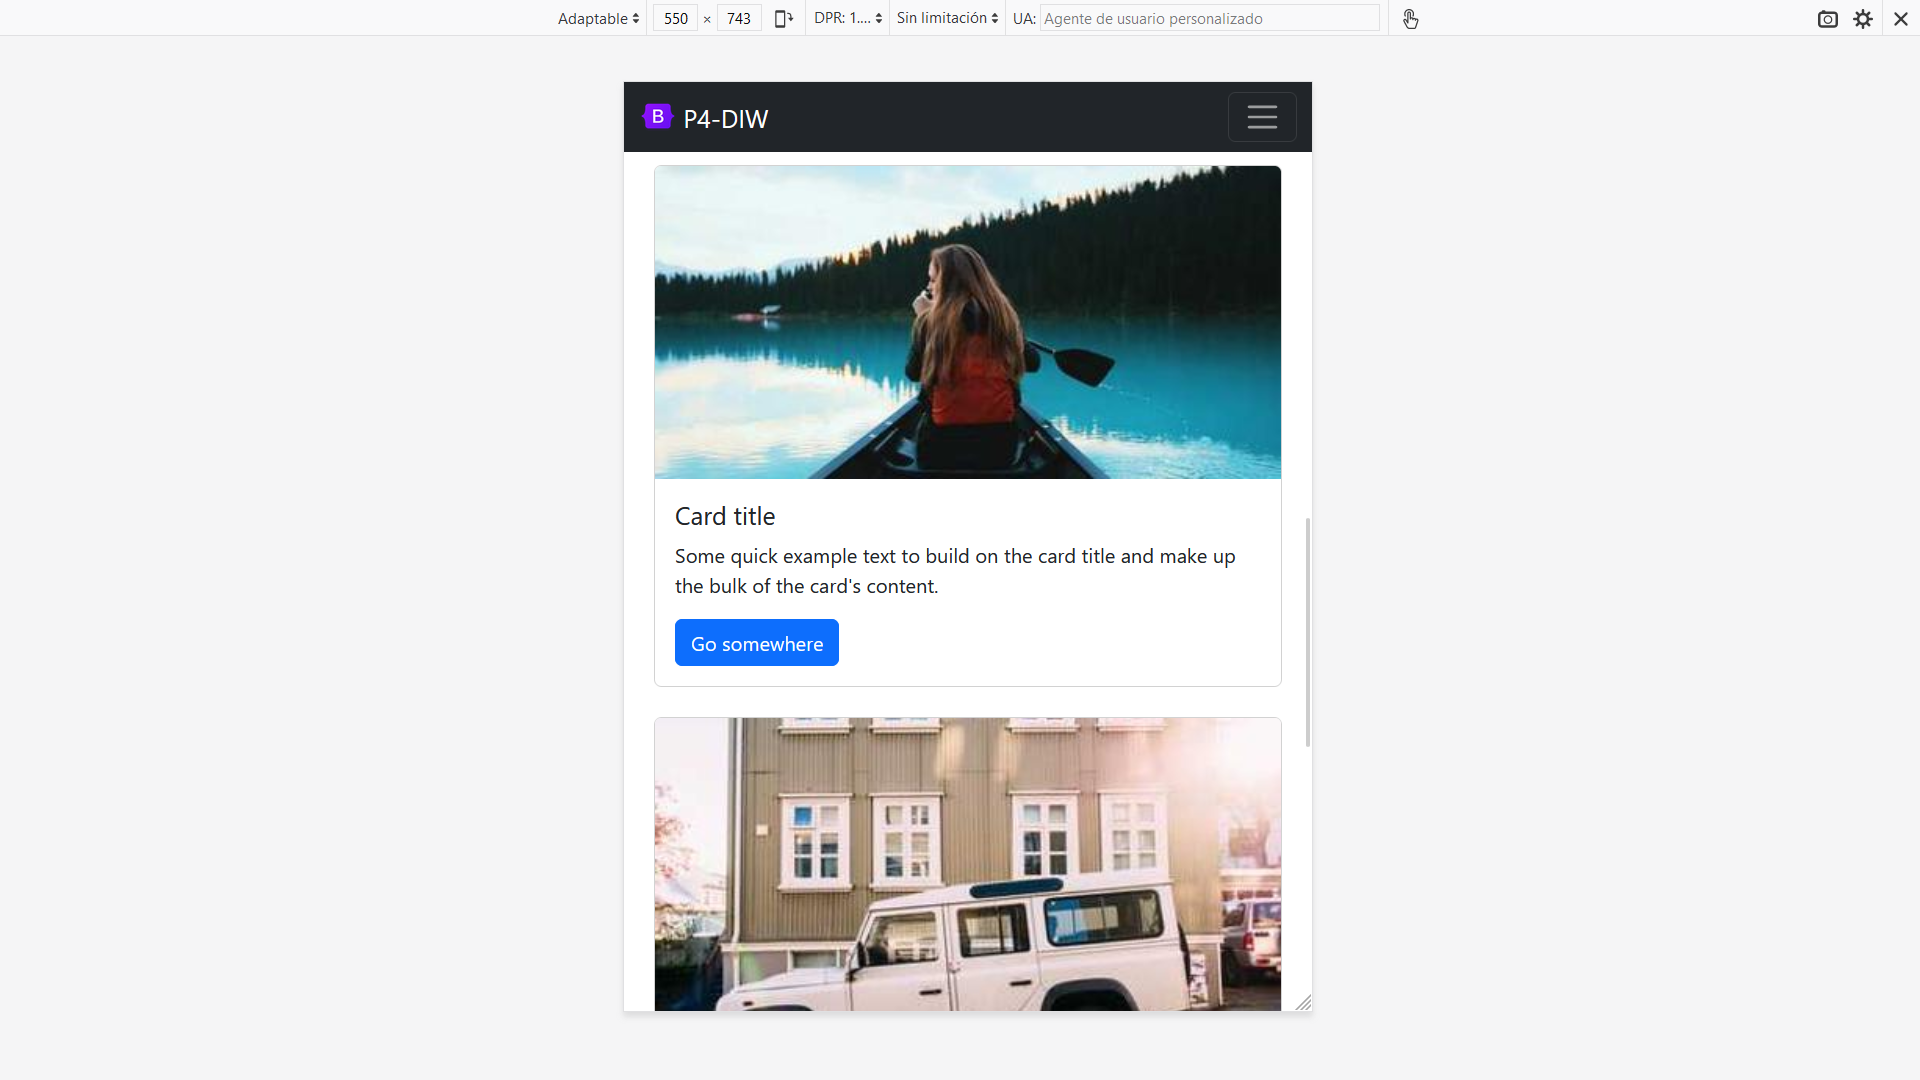 Adaptable 550 × 743 DPR: 1.... Sin limitación UA: Agente de usuario personalizado
B P4-DIW
Card title
Some quick example text to build on the card title and make up
the bulk of the card's content.
Go somewhere